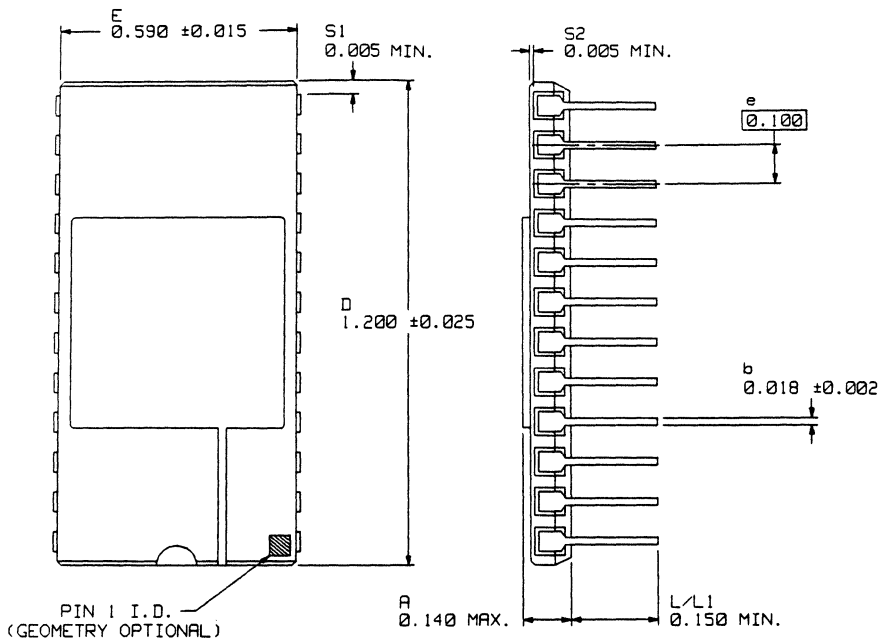 E
0.590 ±0.015
S1
0.005 MIN.
S2
0.005 MIN.
e
0.100
D
1.200 ±0.025
b
0.018 ±0.002
PIN 1 I.D.
(GEOMETRY OPTIONAL)
A
0.140 MAX.
L/L1
0.150 MIN.